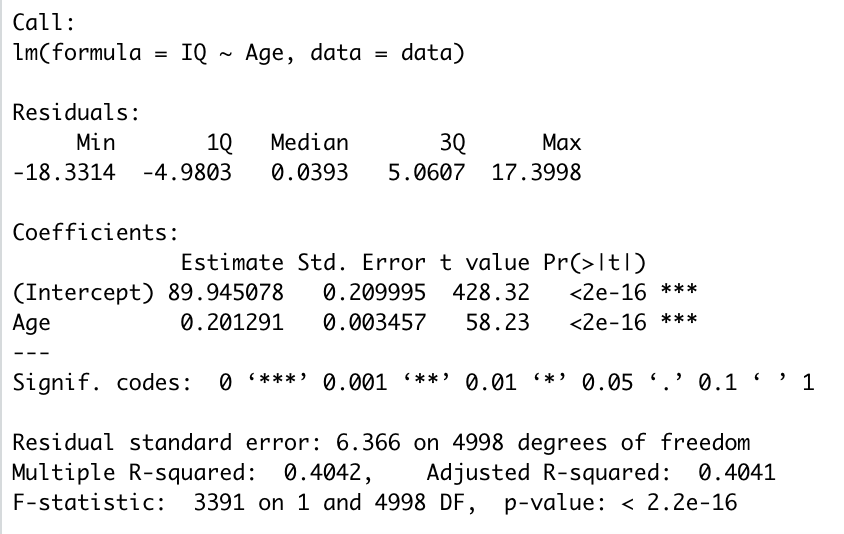 Call:
lm(formula = IQ ~ Age, data = data)
Residuals:
     Min       1Q   Median       3Q      Max
-18.3314  -4.9803   0.0393   5.0607  17.3998
Coefficients:
             Estimate Std. Error t value Pr(>|t|)
(Intercept) 89.945078   0.209995  428.32   <2e-16 ***
Age          0.201291   0.003457   58.23   <2e-16 ***
---
Signif. codes:  0 ‘***’ 0.001 ‘**’ 0.01 ‘*’ 0.05 ‘.’ 0.1 ‘ ’ 1
Residual standard error: 6.366 on 4998 degrees of freedom
Multiple R-squared:  0.4042,    Adjusted R-squared:  0.4041
F-statistic:  3391 on 1 and 4998 DF,  p-value: < 2.2e-16